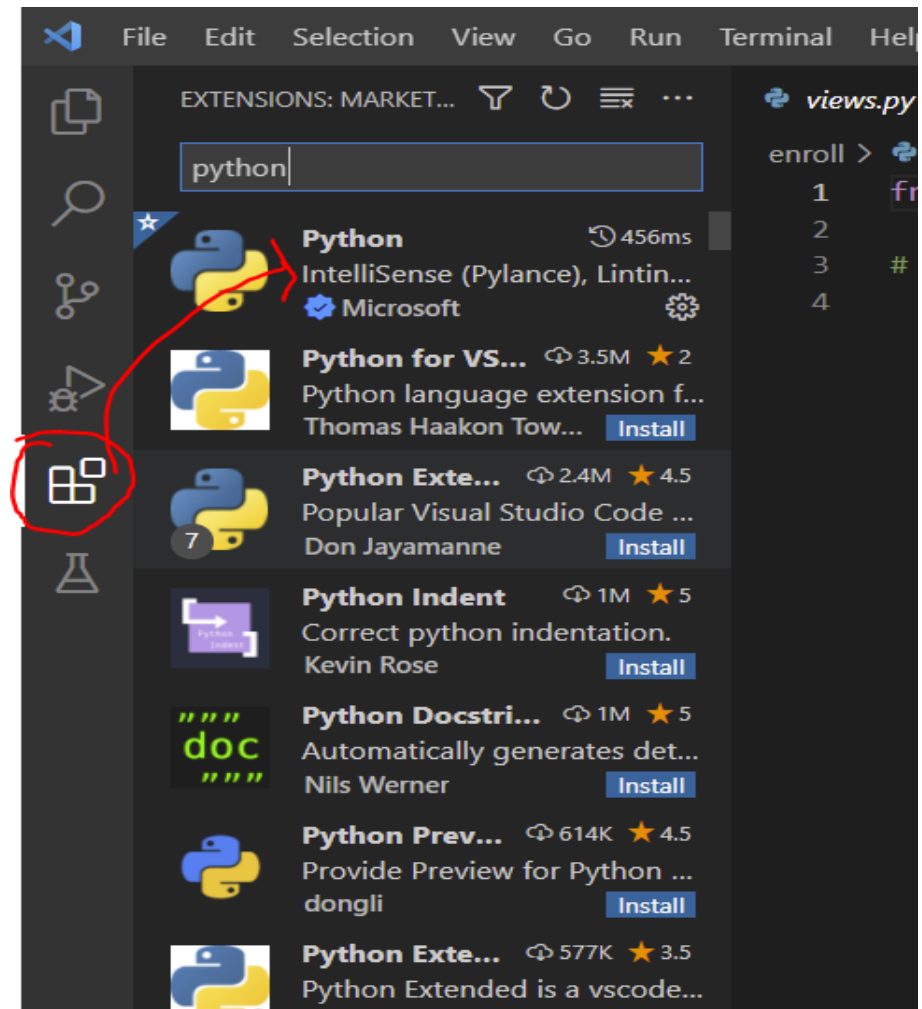 File Edit Selection View Go Run Terminal Help
EXTENSIONS: MARKET...
views.py
python
enroll >
1 fr
2
3 #
4
Python 456ms
IntelliSense (Pylance), Lintin...
Microsoft
Python for VS... 3.5M ★ 2
Python language extension f...
Thomas Haakon Tow... Install
Python Exte... 2.4M ★ 4.5
Popular Visual Studio Code ...
7
Don Jayamanne Install
Python Indent 1M ★ 5
Correct python indentation.
Kevin Rose Install
Python Indent
Python Docstri... 1M ★ 5
Automatically generates det...
Nils Werner Install
"""
doc
"""
Python Prev... 614K ★ 4.5
Provide Preview for Python ...
dongli Install
Python Exte... 577K ★ 3.5
Python Extended is a vscode...